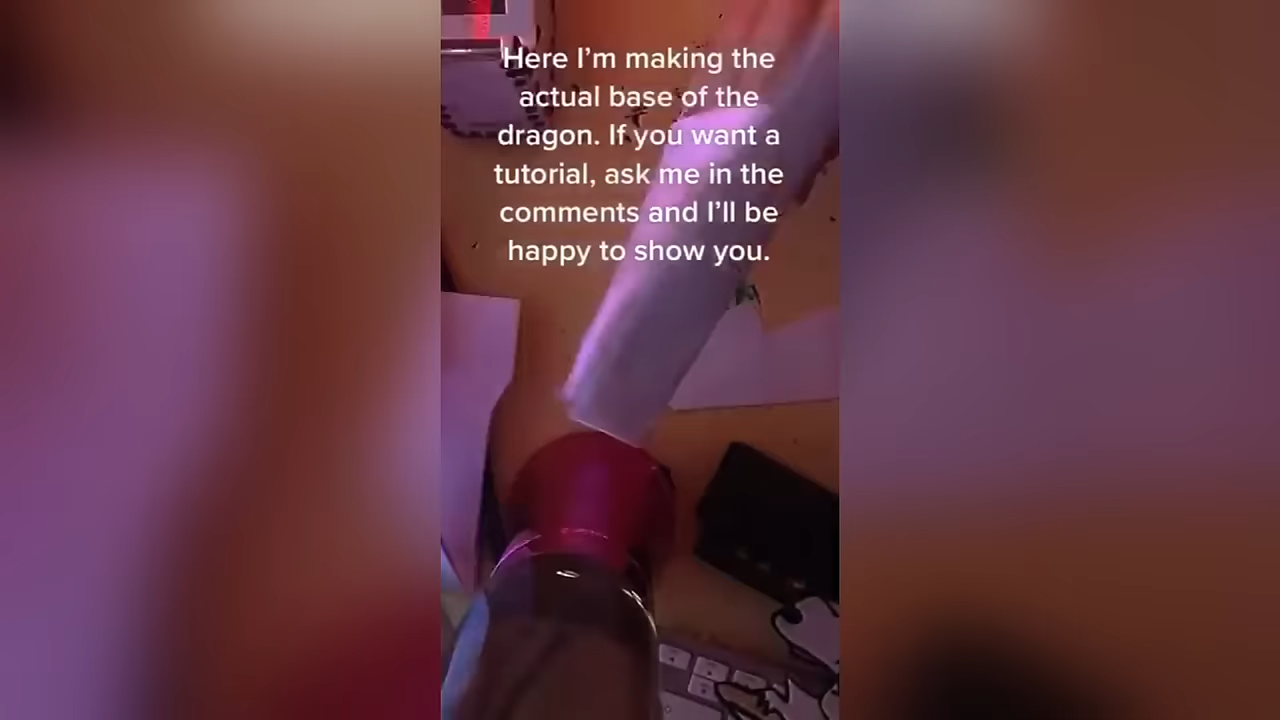 Here I’m making the
actual base of the
dragon. If you want a
tutorial, ask me in the
comments and I’ll be
happy to show you.